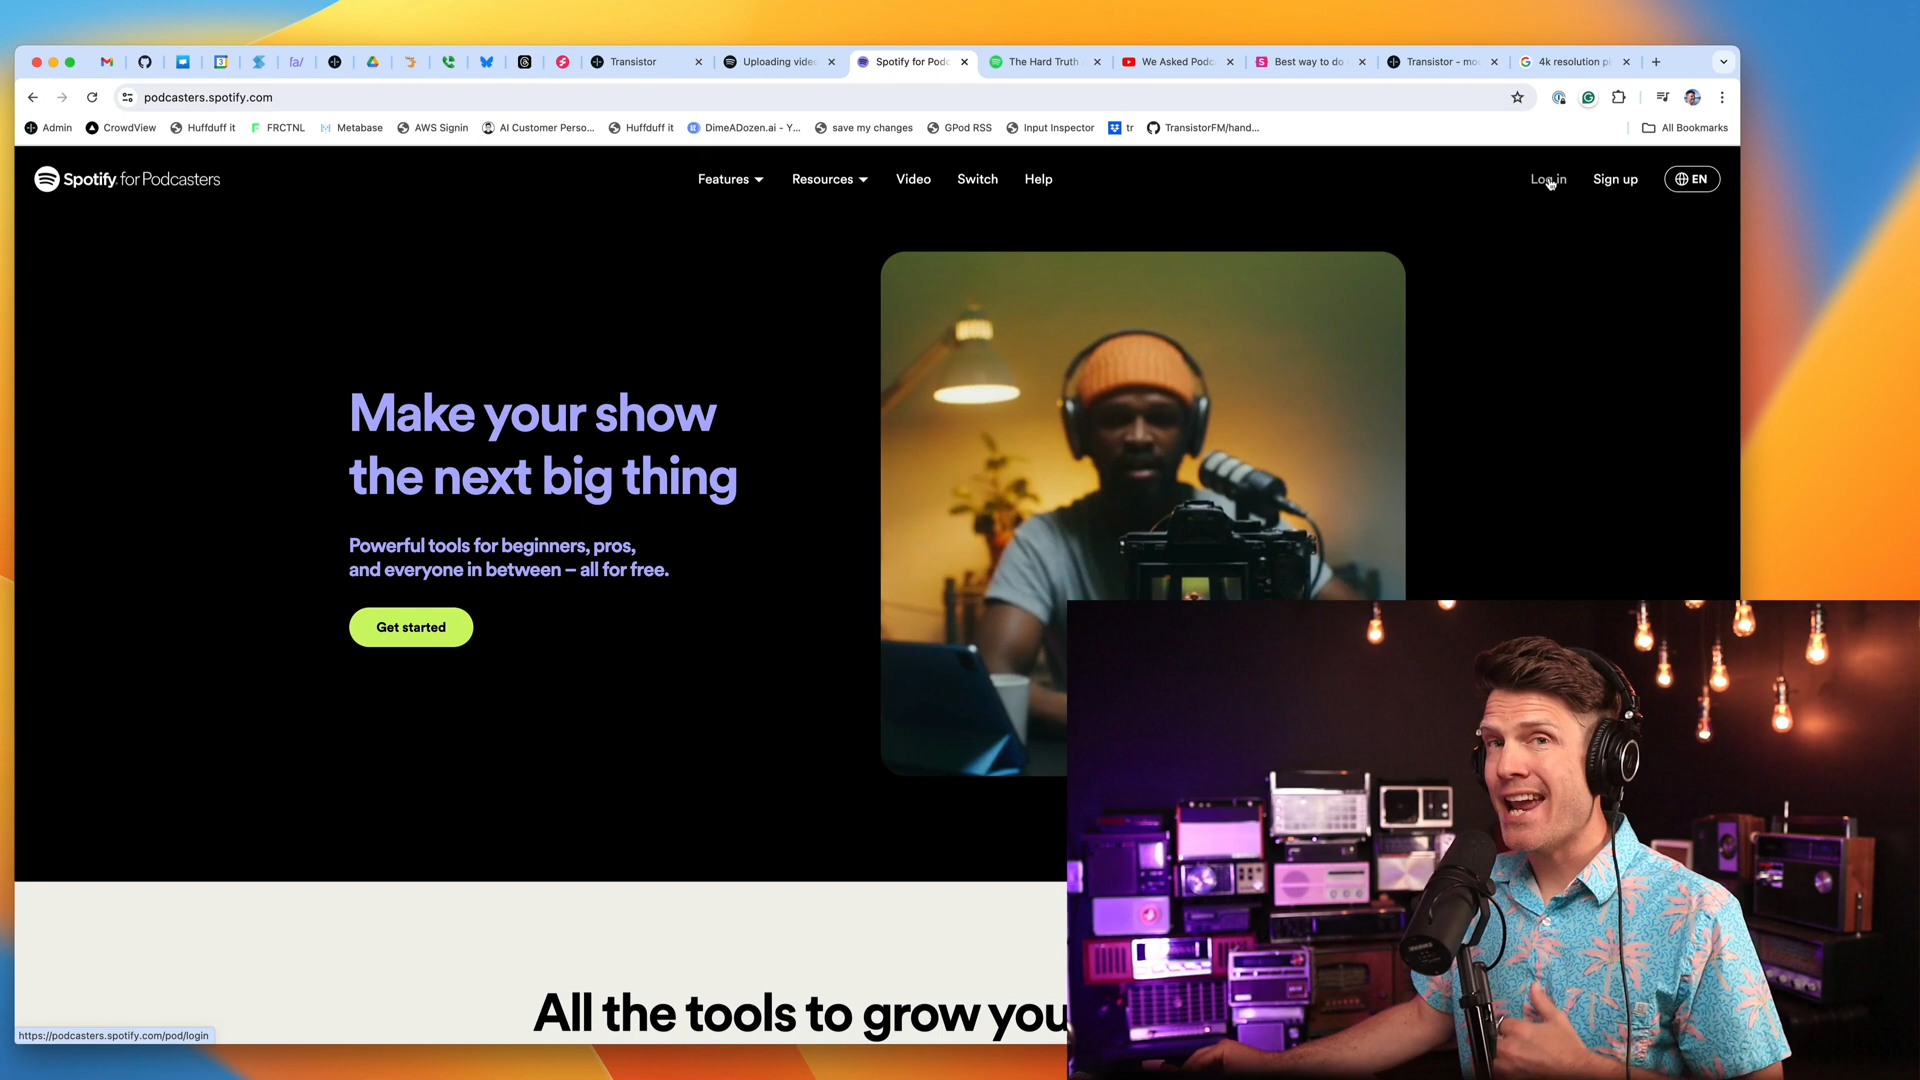 3
fa/
Transistor
Uploading vide
Spotify for Podc
The Hard Truth
We Asked Podc
S
Best way to do
Transistor - mo
4k resolution pi
podcasters.spotify.com
Admin
CrowdView
Huffduff it
FRCTNL
Metabase
AWS Signin
AI Customer Perso...
Huffduff it
DimeADozen.ai - Y...
save my changes
GPod RSS
Input Inspector
tr
TransistorFM/hand...
All Bookmarks
Spotify for Podcasters
Features
Resources
Video
Switch
Help
Log in
Sign up
EN
Make your show
the next big thing
Powerful tools for beginners, pros,
and everyone in between – all for free.
Get started
All the tools to grow you
https://podcasters.spotify.com/pod/login